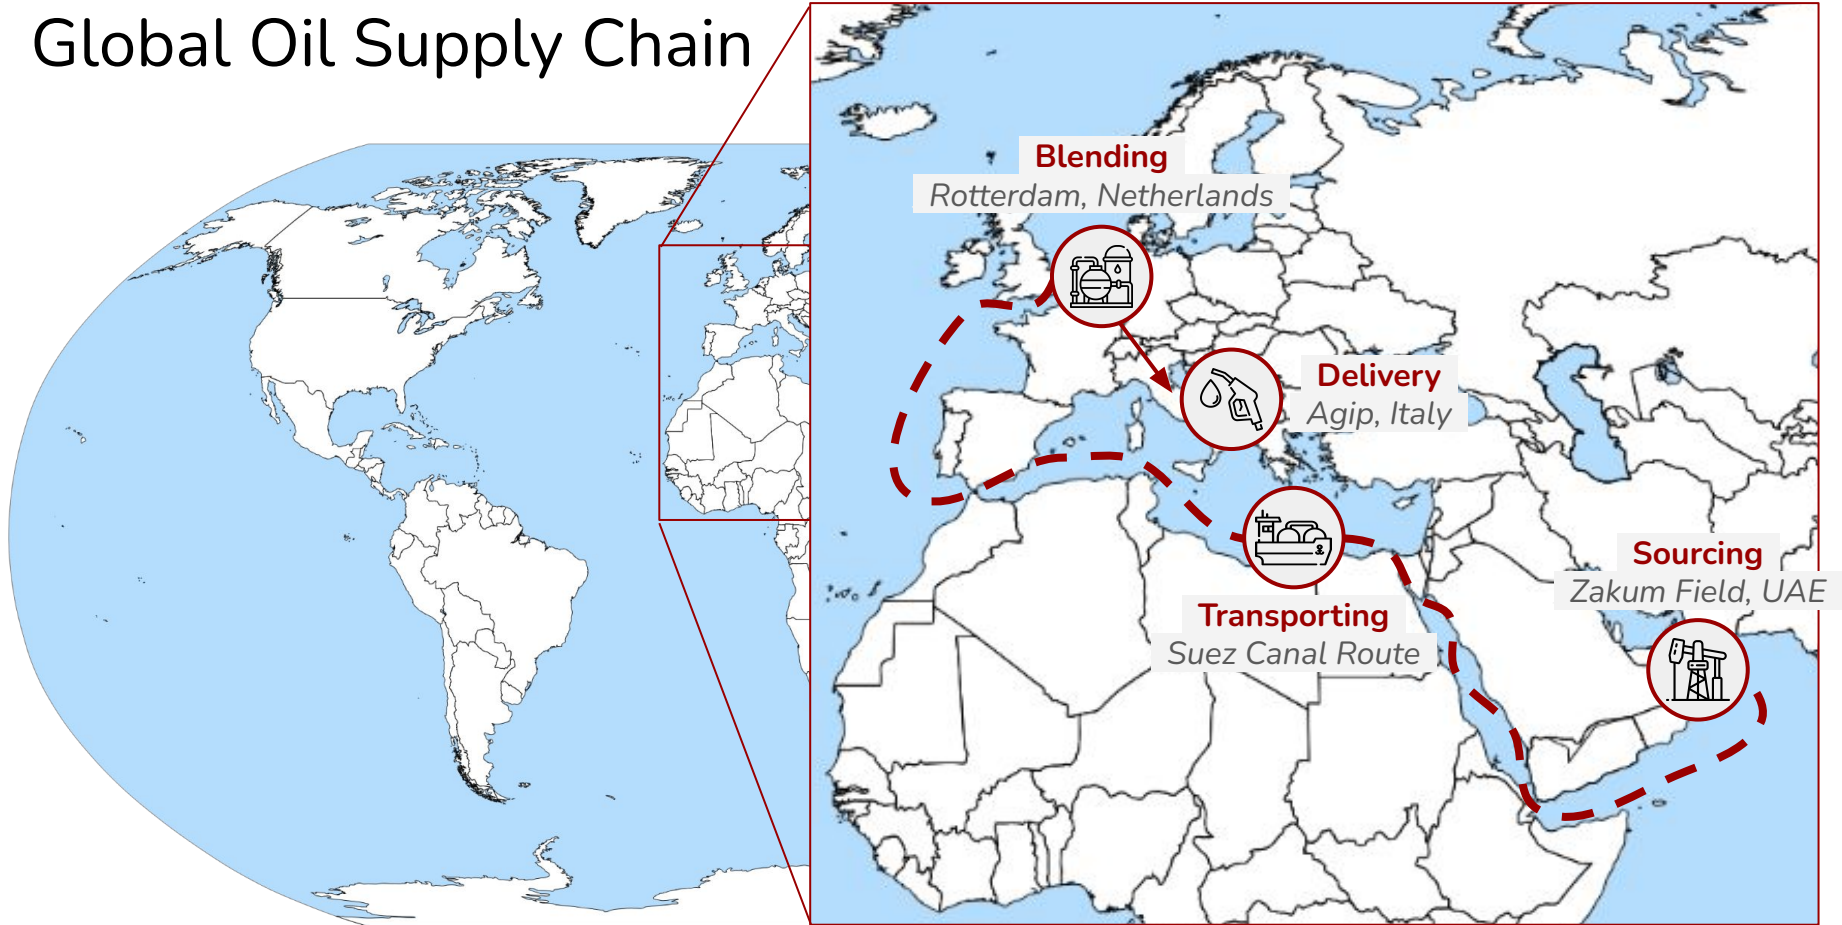 Global Oil Supply Chain
Blending
Rotterdam, Netherlands
Delivery
Agip, Italy
Transporting
Suez Canal Route
Sourcing
Zakum Field, UAE